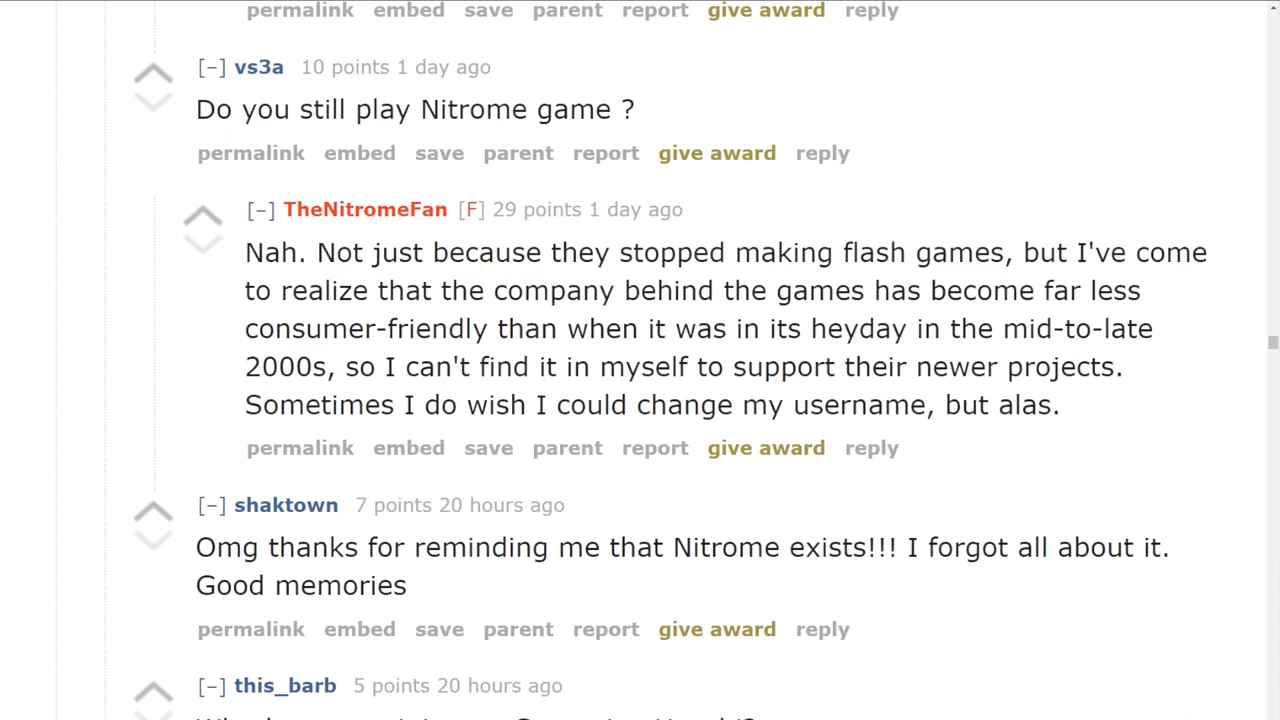 permalink embed save parent report give award reply
[–] vs3a 10 points 1 day ago
Do you still play Nitrome game ?
permalink embed save parent report give award reply
[–] TheNitromeFan [F] 29 points 1 day ago
Nah. Not just because they stopped making flash games, but I've come
to realize that the company behind the games has become far less
consumer-friendly than when it was in its heyday in the mid-to-late
2000s, so I can't find it in myself to support their newer projects.
Sometimes I do wish I could change my username, but alas.
permalink embed save parent report give award reply
[–] shaktown 7 points 20 hours ago
Omg thanks for reminding me that Nitrome exists!!! I forgot all about it.
Good memories
permalink embed save parent report give award reply
[–] this_barb 5 points 20 hours ago